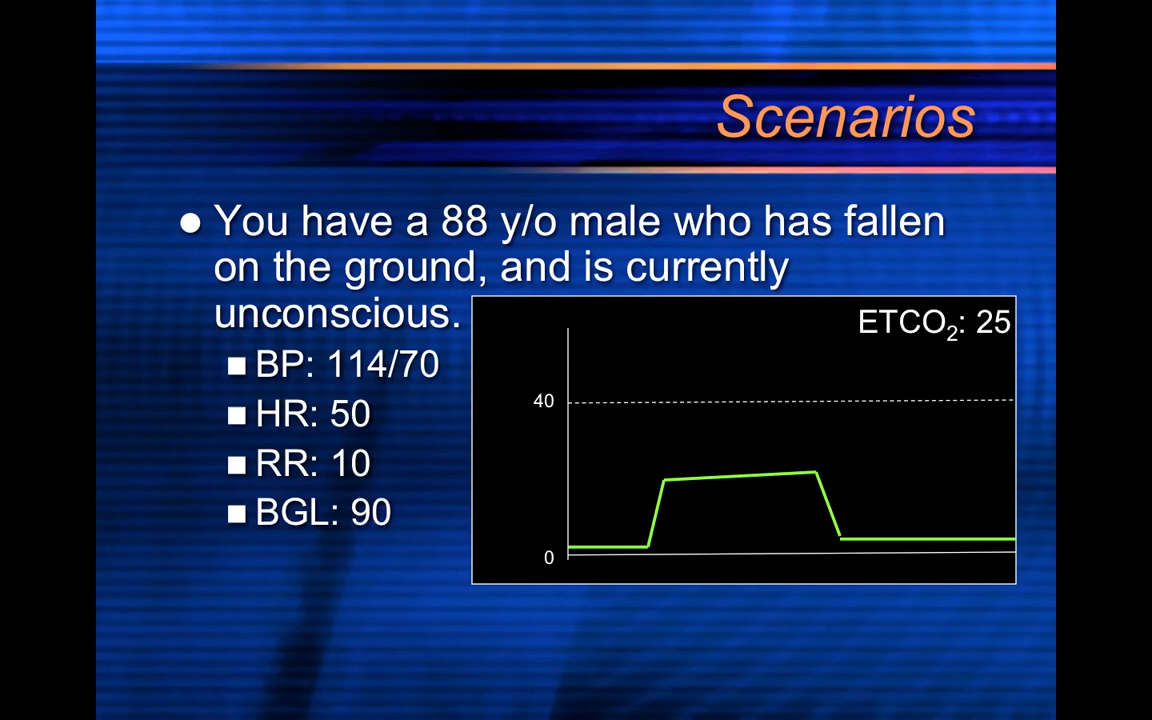 Scenarios
You have a 88 y/o male who has fallen
on the ground, and is currently
unconscious.
BP: 114/70
HR: 50
RR: 10
BGL: 90
ETCO₂: 25
40
0